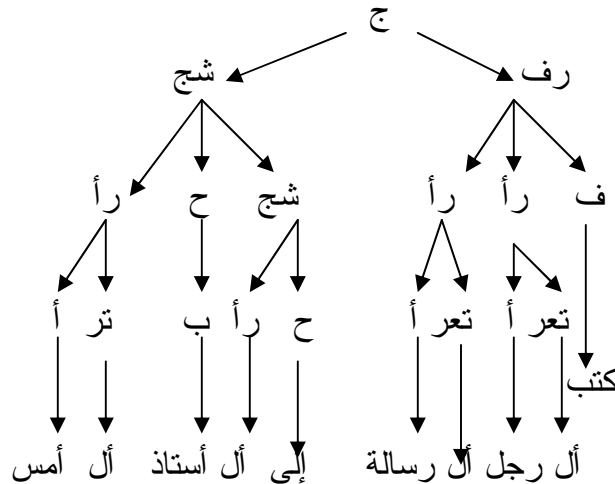 ج
رف شج
ف رأ رأ شج ح رأ
تعر أ تعر أ ح رأ ب تر أ
كتب
أل رجل أل رسالة إلى أل أستاذ أل أمس